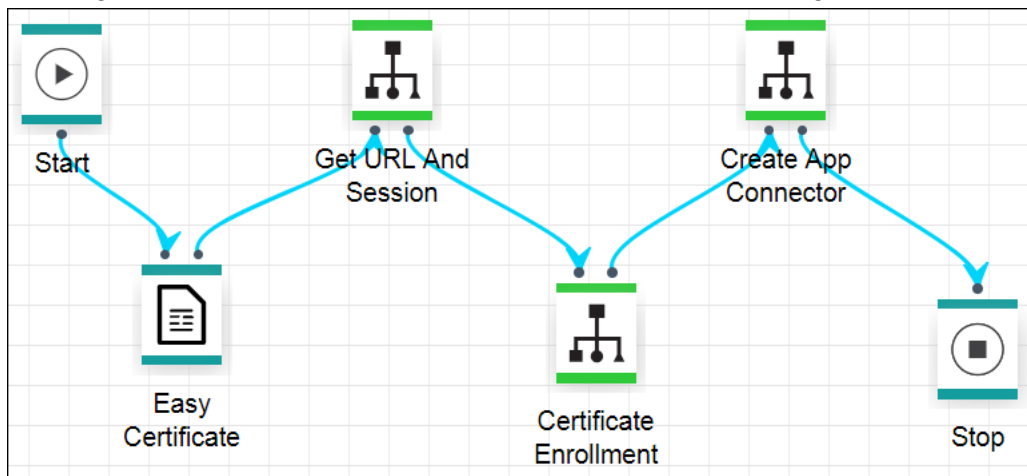 Start
Get URL And
Session
Create App
Connector
Easy
Certificate
Certificate
Enrollment
Stop